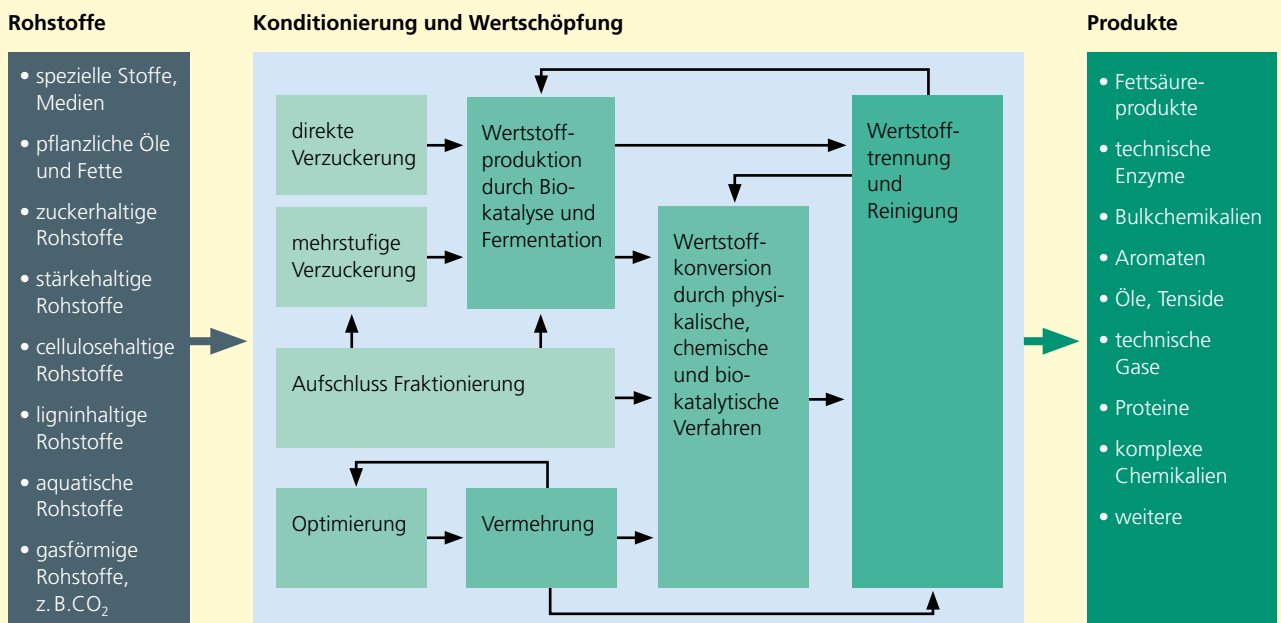 Rohstoffe
• spezielle Stoffe,
Medien
• pflanzliche Öle
und Fette
• zuckerhaltige
Rohstoffe
• stärkehaltige
Rohstoffe
• cellulosehaltige
Rohstoffe
• ligninhaltige
Rohstoffe
• aquatische
Rohstoffe
• gasförmige
Rohstoffe,
z. B.CO₂
Konditionierung und Wertschöpfung
direkte
Verzuckerung
mehrstufige
Verzuckerung
Aufschluss Fraktionierung
Optimierung
Vermehrung
Wertstoff-
produktion
durch Bio-
katalyse und
Fermentation
Wertstoff-
konversion
durch physi-
kalische,
chemische
und bio-
katalytische
Verfahren
Wertstoff-
trennung
und
Reinigung
Produkte
• Fettsäure-
produkte
• technische
Enzyme
• Bulkchemikalien
• Aromaten
• Öle, Tenside
• technische
Gase
• Proteine
• komplexe
Chemikalien
• weitere